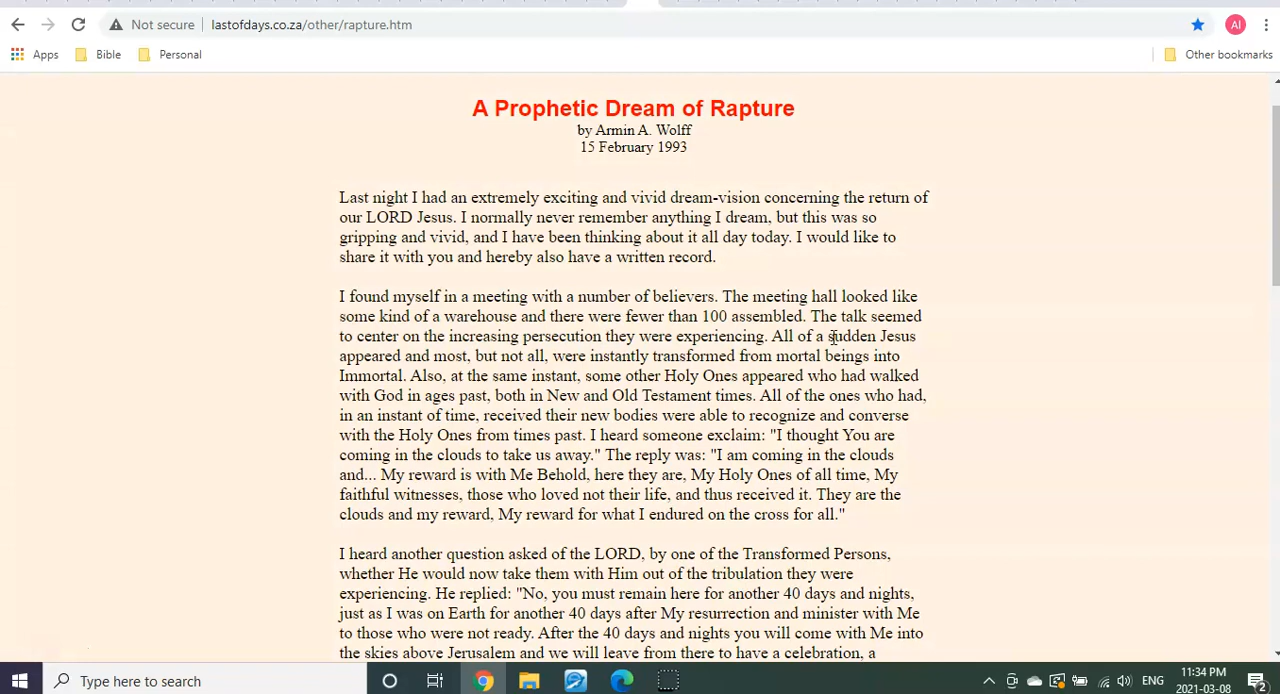 Not secure
lastofdays.co.za/other/rapture.htm
AI
Apps
Bible
Personal
Other bookmarks
A Prophetic Dream of Rapture
by Armin A. Wolff
15 February 1993
Last night I had an extremely exciting and vivid dream-vision concerning the return of
our LORD Jesus. I normally never remember anything I dream, but this was so
gripping and vivid, and I have been thinking about it all day today. I would like to
share it with you and hereby also have a written record.
I found myself in a meeting with a number of believers. The meeting hall looked like
some kind of a warehouse and there were fewer than 100 assembled. The talk seemed
to center on the increasing persecution they were experiencing. All of a sudden Jesus
appeared and most, but not all, were instantly transformed from mortal beings into
Immortal. Also, at the same instant, some other Holy Ones appeared who had walked
with God in ages past, both in New and Old Testament times. All of the ones who had,
in an instant of time, received their new bodies were able to recognize and converse
with the Holy Ones from times past. I heard someone exclaim: "I thought You are
coming in the clouds to take us away." The reply was: "I am coming in the clouds
and... My reward is with Me Behold, here they are, My Holy Ones of all time, My
faithful witnesses, those who loved not their life, and thus received it. They are the
clouds and my reward, My reward for what I endured on the cross for all."
I heard another question asked of the LORD, by one of the Transformed Persons,
whether He would now take them with Him out of the tribulation they were
experiencing. He replied: "No, you must remain here for another 40 days and nights,
just as I was on Earth for another 40 days after My resurrection and minister with Me
to those who were not ready. After the 40 days and nights you will come with Me into
the skies above Jerusalem and we will leave from there to have a celebration, a
Type here to search
ENG
11:34 PM
2021-03-08
2